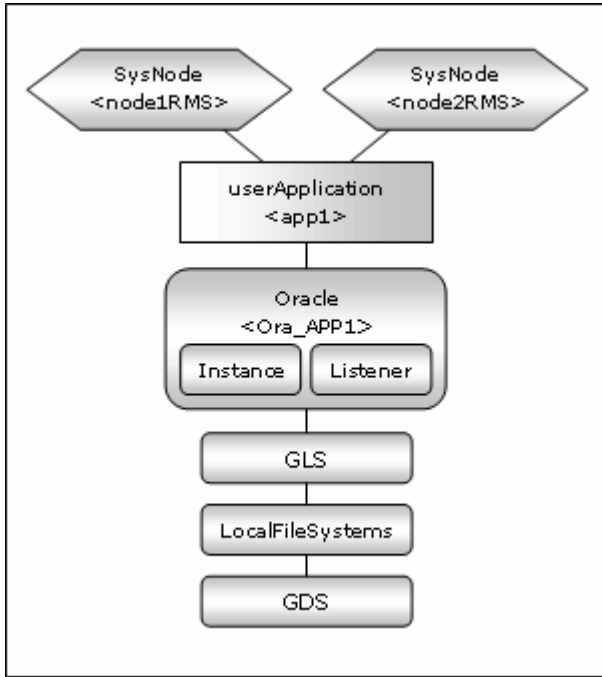 SysNode
<node1RMS>
SysNode
<node2RMS>
userApplication
<app1>
Oracle
<Ora_APP1>
Instance
Listener
GLS
LocalFileSystems
GDS